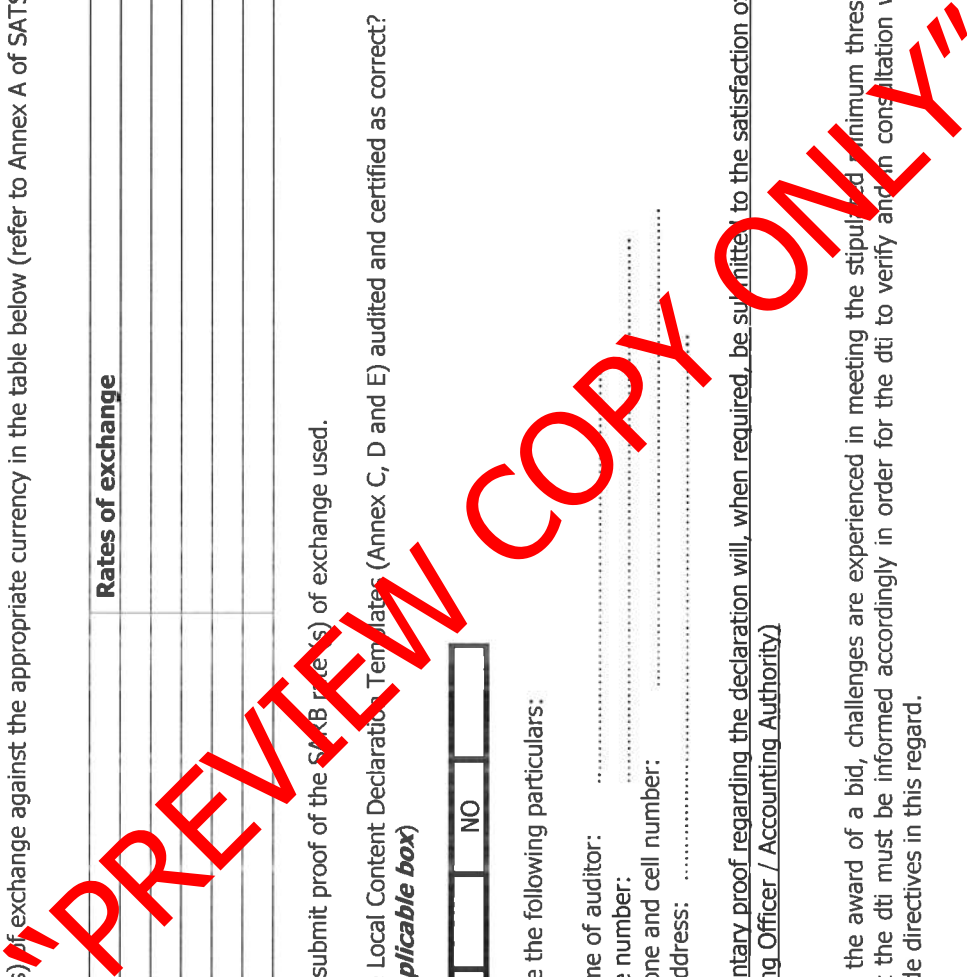 s) of exchange against the appropriate currency in the table below (refer to Annex A of SATS
Rates of exchange
submit proof of the SARB rate (s) of exchange used.
Local Content Declaration Templates (Annex C, D and E) audited and certified as correct?
plicable box)
NO
e the following particulars:
me of auditor:
e number:
one and cell number:
ddress:
ntary proof regarding the declaration will, when required, be submitted to the satisfaction of
ng Officer / Accounting Authority)
the award of a bid, challenges are experienced in meeting the stipulated minimum thres
the dti must be informed accordingly in order for the dti to verify and in consultation
de directives in this regard.
"PREVIEW COPY ONLY"